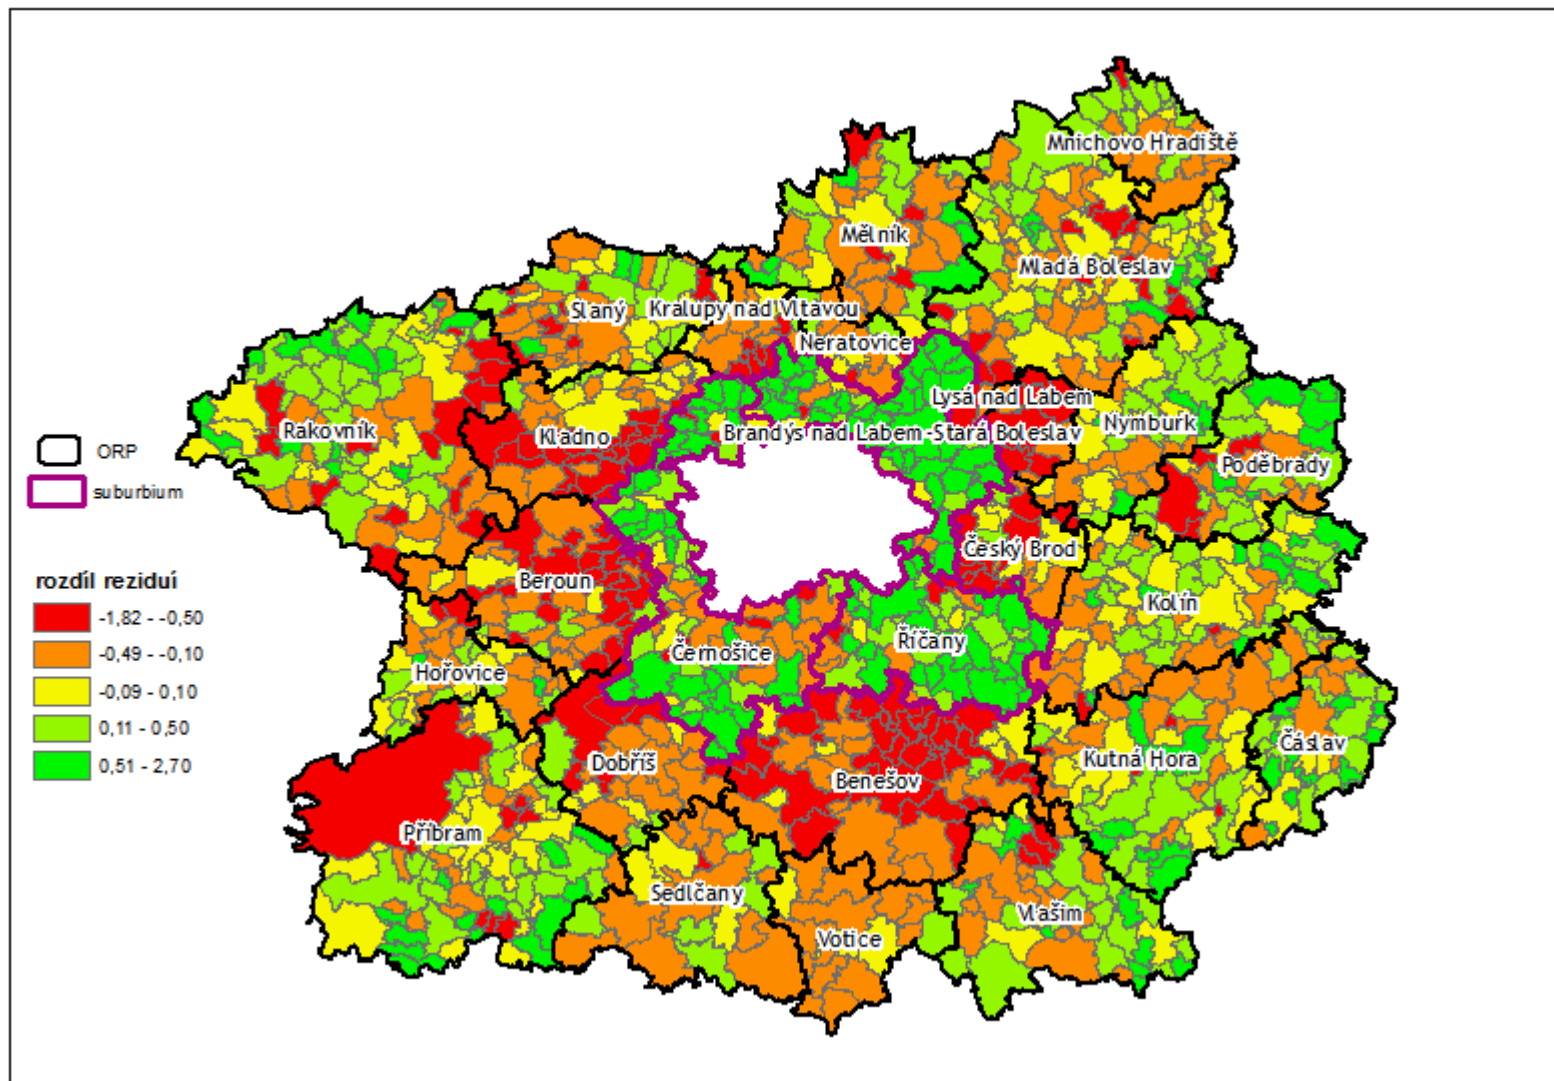 Mnichovo Hradiště
Mělník
Mladá Boleslav
Slaný
Kralupy nad Vltavou
Neratovice
Lysá nad Labem
Nymburk
Rakovník
Kladno
Brandýs nad Labem-Stará Boleslav
Poděbrady
ORP
suburbium
Český Brod
Beroun
Kolín
rozdíl reziduí
-1,82 - -0,50
-0,49 - -0,10
-0,09 - 0,10
0,11 - 0,50
0,51 - 2,70
Černošice
Říčany
Hořovice
Dobříš
Benešov
Kutná Hora
Čáslav
Příbram
Sedlčany
Votice
Vlašim